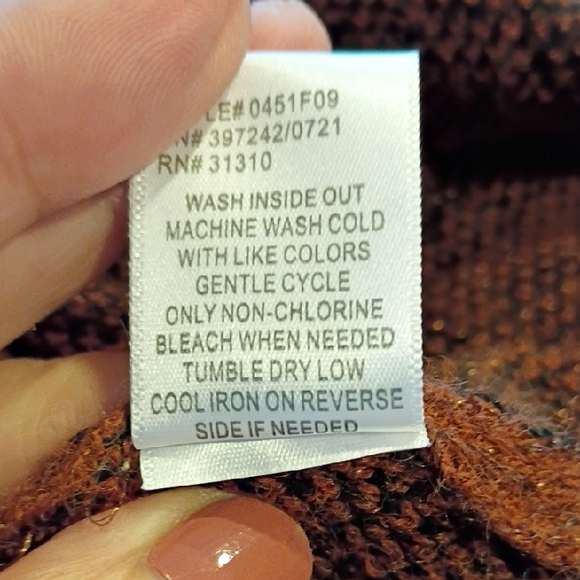 LE# 0451F09
N# 397242/0721
RN# 31310
WASH INSIDE OUT
MACHINE WASH COLD
WITH LIKE COLORS
GENTLE CYCLE
ONLY NON-CHLORINE
BLEACH WHEN NEEDED
TUMBLE DRY LOW
COOL IRON ON REVERSE
SIDE IF NEEDED